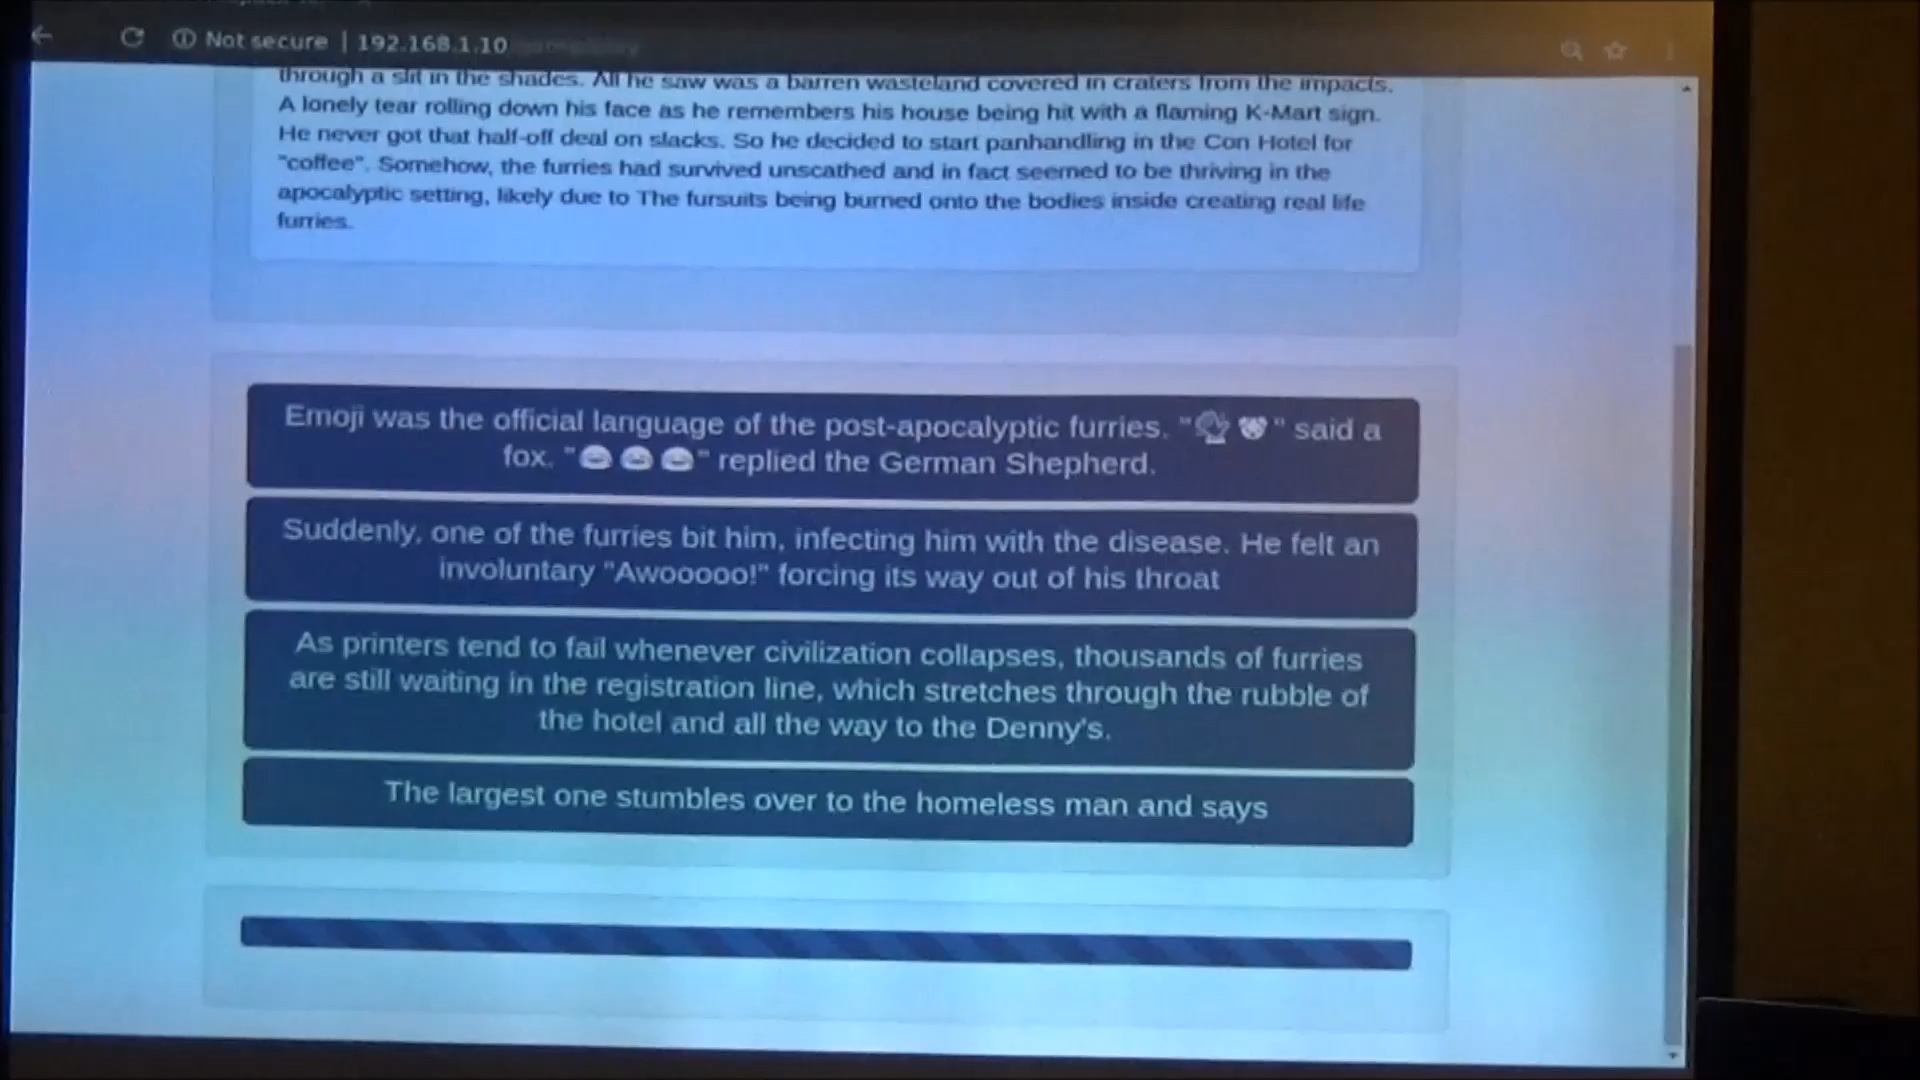 Not secure | 192.168.1.10
through a slit in the shades. All he saw was a barren wasteland covered in craters from the impacts.
A lonely tear rolling down his face as he remembers his house being hit with a flaming K-Mart sign.
He never got that half-off deal on slacks. So he decided to start panhandling in the Con Hotel for
"coffee". Somehow, the furries had survived unscathed and in fact seemed to be thriving in the
apocalyptic setting, likely due to The fursuits being burned onto the bodies inside creating real life
furries.
Emoji was the official language of the post-apocalyptic furries. " " said a
fox. " " replied the German Shepherd.
Suddenly, one of the furries bit him, infecting him with the disease. He felt an
involuntary "Awooooo!" forcing its way out of his throat
As printers tend to fail whenever civilization collapses, thousands of furries
are still waiting in the registration line, which stretches through the rubble of
the hotel and all the way to the Denny's.
The largest one stumbles over to the homeless man and says